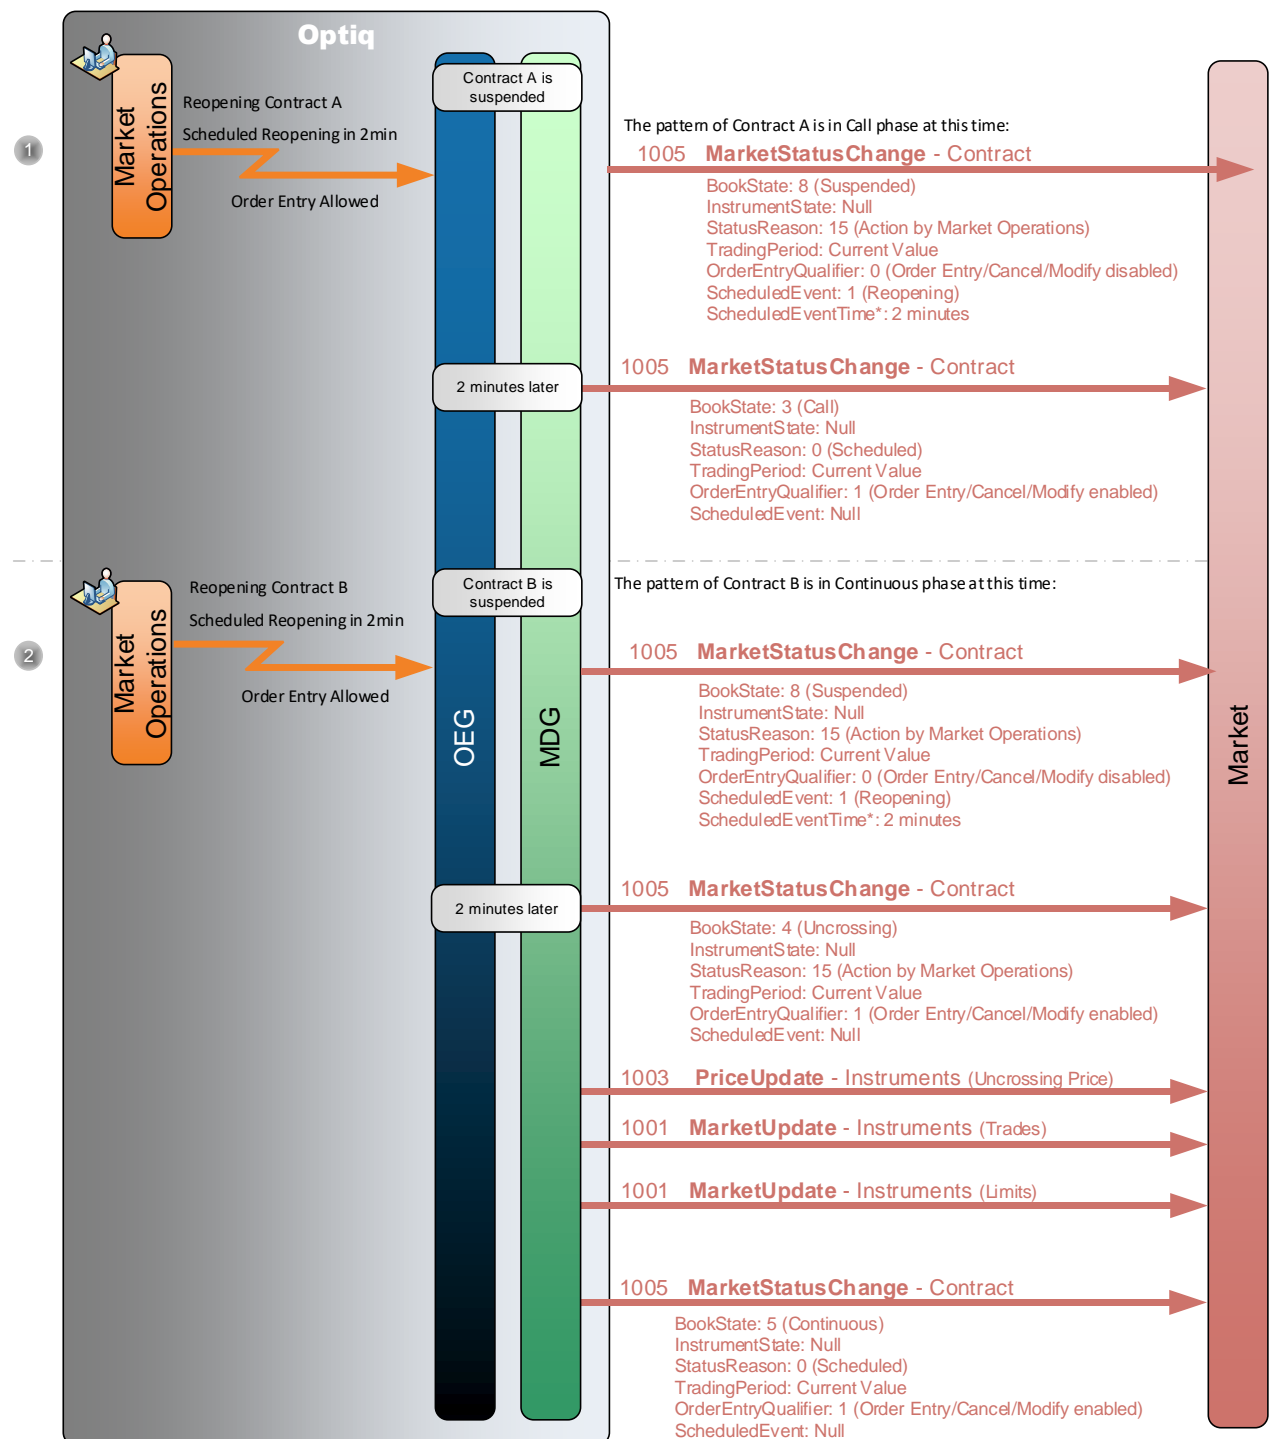 Optiq
Contract A is
suspended
Market
Operations
Reopening Contract A
Scheduled Reopening in 2min
Order Entry Allowed
1
The pattern of Contract A is in Call phase at this time:
1005 MarketStatusChange - Contract
BookState: 8 (Suspended)
InstrumentState: Null
StatusReason: 15 (Action by Market Operations)
TradingPeriod: Current Value
OrderEntryQualifier: 0 (Order Entry/Cancel/Modify disabled)
ScheduledEvent: 1 (Reopening)
ScheduledEventTime*: 2 minutes
2 minutes later
1005 MarketStatusChange - Contract
BookState: 3 (Call)
InstrumentState: Null
StatusReason: 0 (Scheduled)
TradingPeriod: Current Value
OrderEntryQualifier: 1 (Order Entry/Cancel/Modify enabled)
ScheduledEvent: Null
Contract B is
suspended
Market
Operations
Reopening Contract B
Scheduled Reopening in 2min
Order Entry Allowed
2
The pattern of Contract B is in Continuous phase at this time:
1005 MarketStatusChange - Contract
BookState: 8 (Suspended)
InstrumentState: Null
StatusReason: 15 (Action by Market Operations)
TradingPeriod: Current Value
OrderEntryQualifier: 0 (Order Entry/Cancel/Modify disabled)
ScheduledEvent: 1 (Reopening)
ScheduledEventTime*: 2 minutes
OEG
MDG
Market
2 minutes later
1005 MarketStatusChange - Contract
BookState: 4 (Uncrossing)
InstrumentState: Null
StatusReason: 15 (Action by Market Operations)
TradingPeriod: Current Value
OrderEntryQualifier: 1 (Order Entry/Cancel/Modify enabled)
ScheduledEvent: Null
1003 PriceUpdate - Instruments (Uncrossing Price)
1001 MarketUpdate - Instruments (Trades)
1001 MarketUpdate - Instruments (Limits)
1005 MarketStatusChange - Contract
BookState: 5 (Continuous)
InstrumentState: Null
StatusReason: 0 (Scheduled)
TradingPeriod: Current Value
OrderEntryQualifier: 1 (Order Entry/Cancel/Modify enabled)
ScheduledEvent: Null